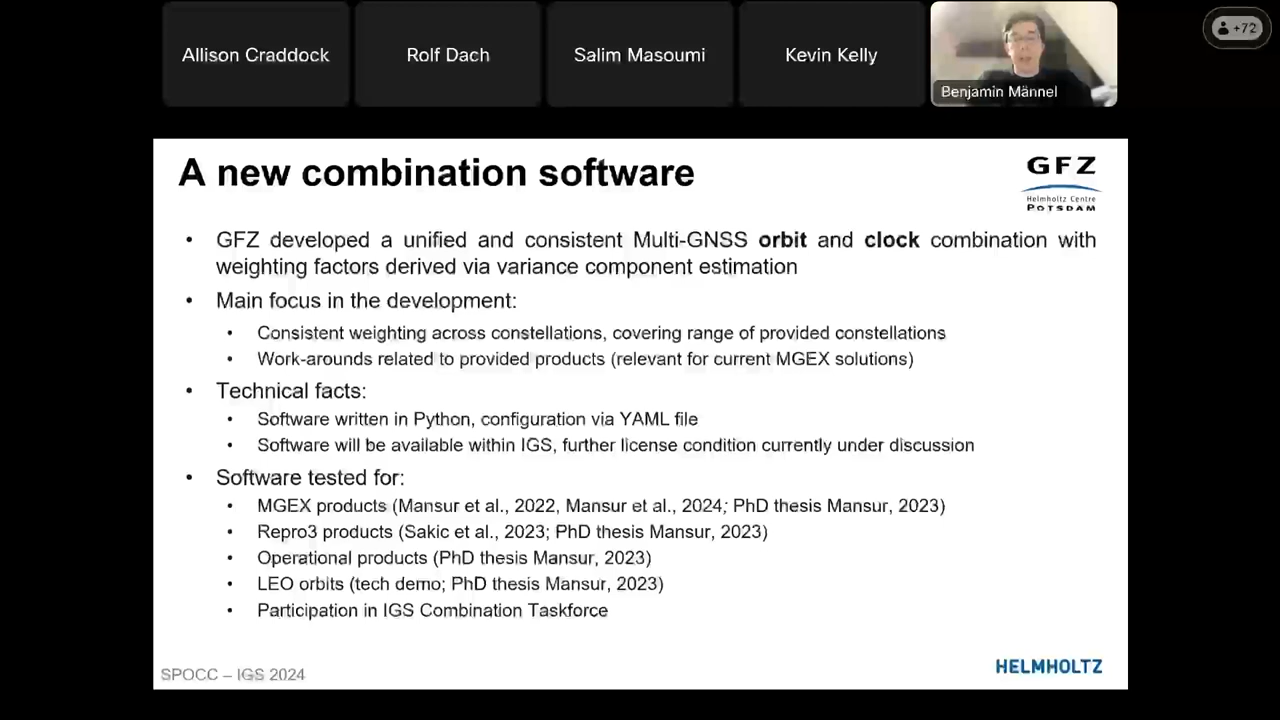 Allison Craddock
Rolf Dach
Salim Masoumi
Kevin Kelly
Benjamin Männel
+72
A new combination software
GFZ
Helmholtz Centre
POTSDAM
• GFZ developed a unified and consistent Multi-GNSS orbit and clock combination with
weighting factors derived via variance component estimation
• Main focus in the development:
• Consistent weighting across constellations, covering range of provided constellations
• Work-arounds related to provided products (relevant for current MGEX solutions)
• Technical facts:
• Software written in Python, configuration via YAML file
• Software will be available within IGS, further license condition currently under discussion
• Software tested for:
• MGEX products (Mansur et al., 2022, Mansur et al., 2024; PhD thesis Mansur, 2023)
• Repro3 products (Sakic et al., 2023; PhD thesis Mansur, 2023)
• Operational products (PhD thesis Mansur, 2023)
• LEO orbits (tech demo; PhD thesis Mansur, 2023)
• Participation in IGS Combination Taskforce
SPOCC – IGS 2024
HELMHOLTZ